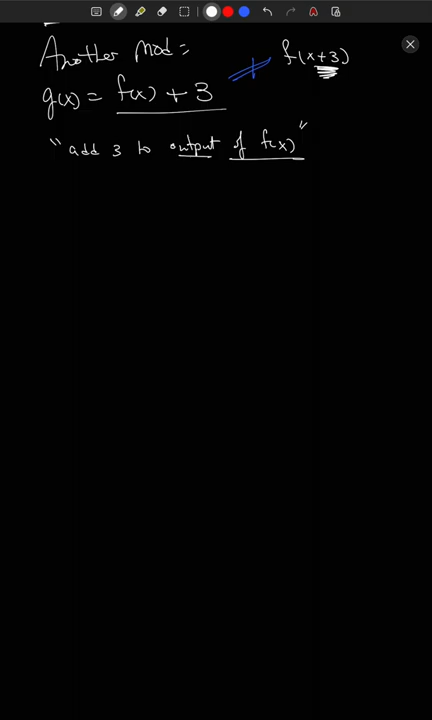 Another mod=
g(x) = f(x) + 3 ≠ f(x+3)
"add 3 to output of f(x)"